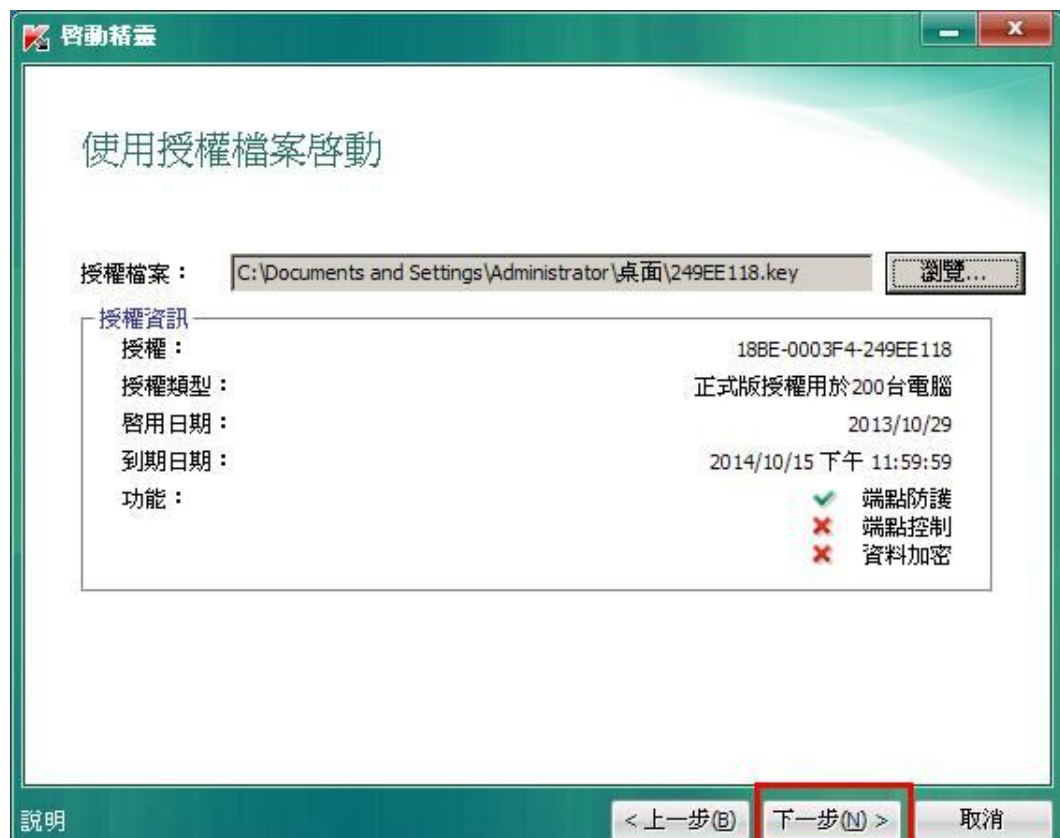 啓動精靈
使用授權檔案啓動
授權檔案： C:\Documents and Settings\Administrator\桌面\249EE118.key 瀏覽...
授權資訊
授權： 18BE-0003F4-249EE118
授權類型： 正式版授權用於200台電腦
啓用日期： 2013/10/29
到期日期： 2014/10/15 下午 11:59:59
功能： 端點防護
端點控制
資料加密
說明 < 上一步(B) 下一步(N) > 取消